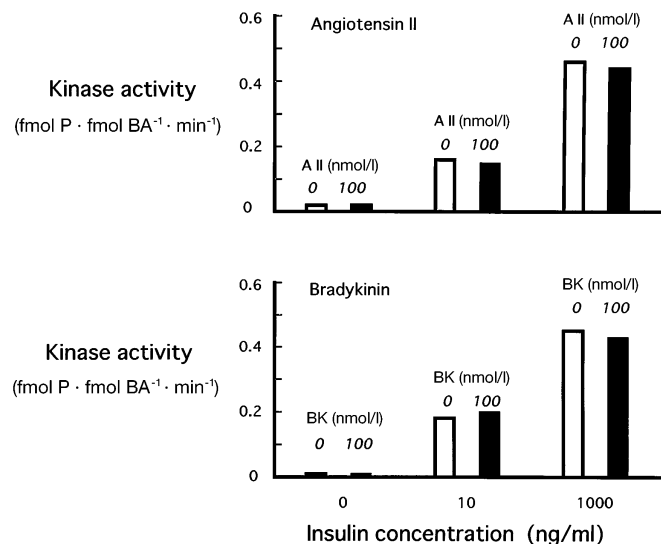 0.6
Angiotensin II
A II (nmol/l)
0 100
Kinase activity
0.4
(fmol P · fmol BA⁻¹ · min⁻¹)
A II (nmol/l)
0 100
0.2
A II (nmol/l)
0 100
0
0.6
Bradykinin
BK (nmol/l)
0 100
Kinase activity
0.4
(fmol P · fmol BA⁻¹ · min⁻¹)
BK (nmol/l)
0 100
0.2
BK (nmol/l)
0 100
0
0 10 1000
Insulin concentration (ng/ml)